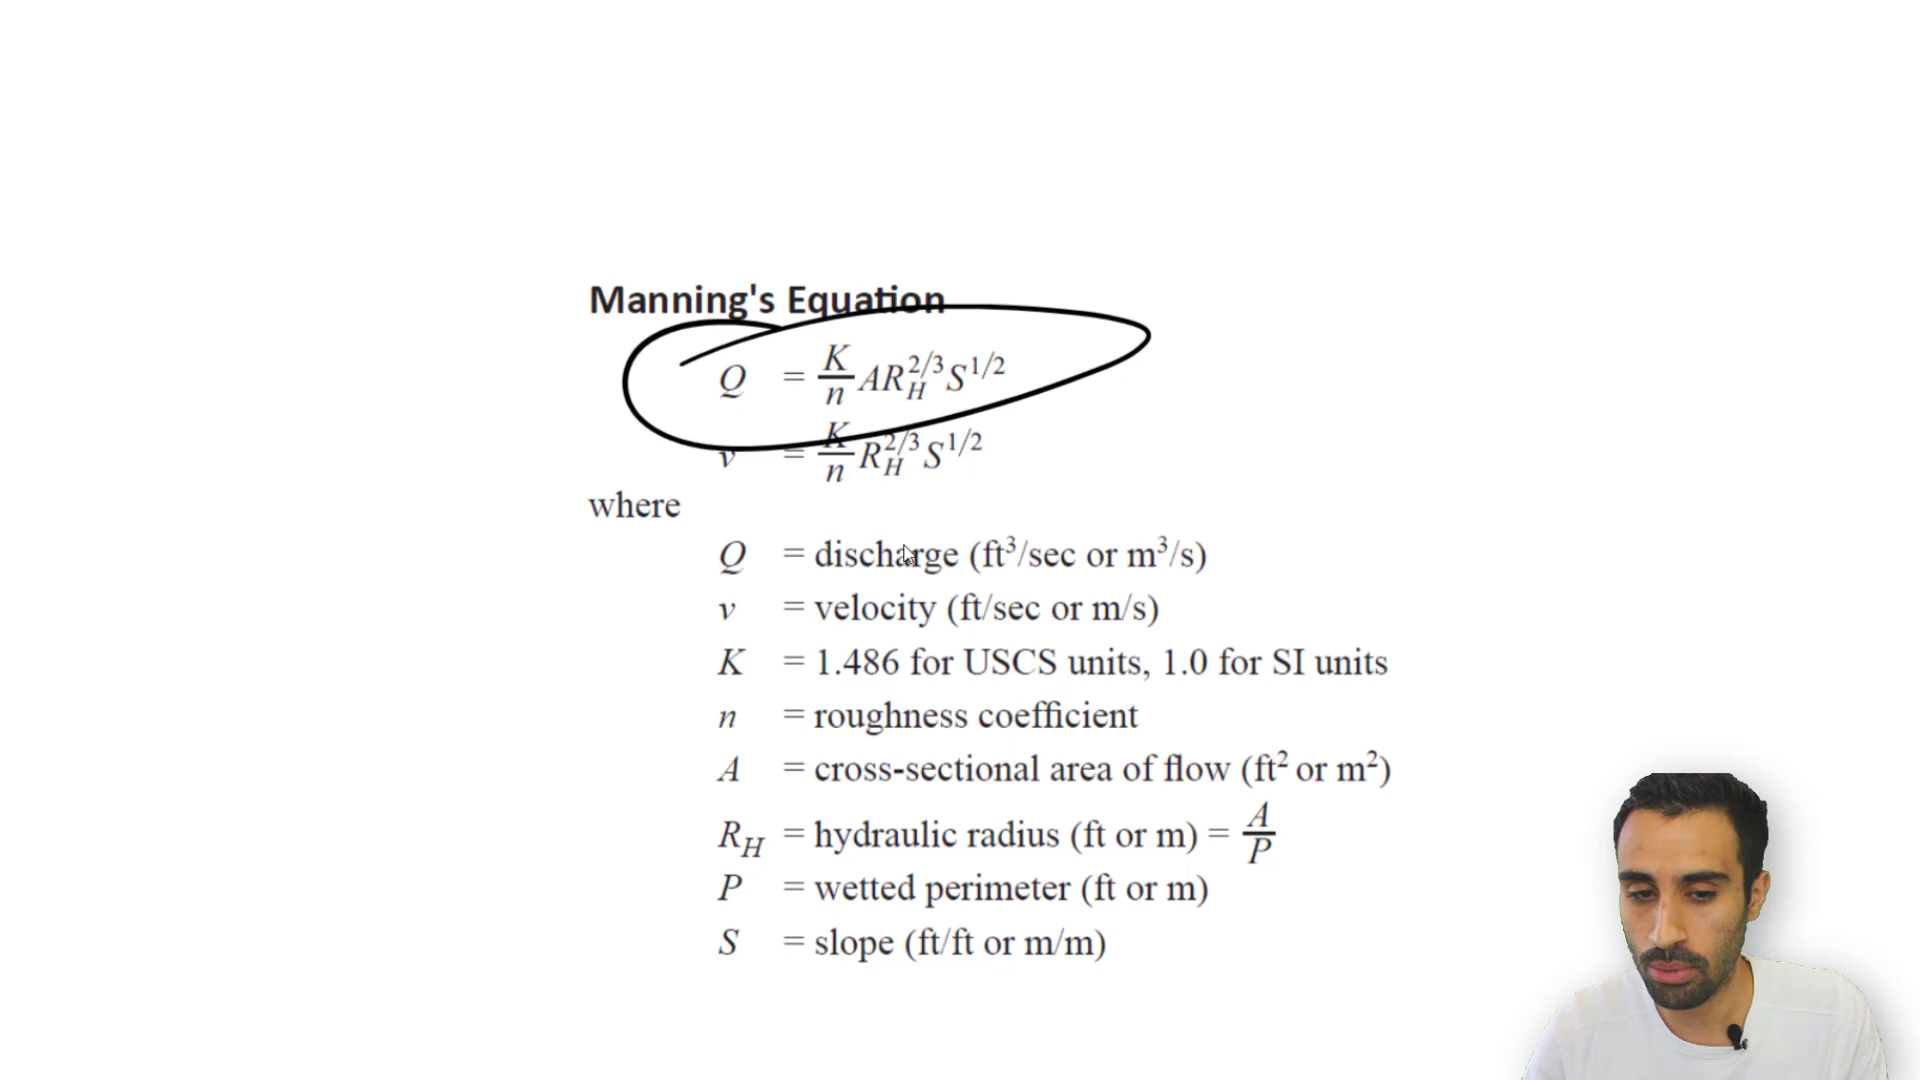 Manning's Equation
Q = K/n AR_H^2/3 S^1/2
v = K/n R_H^2/3 S^1/2
where
Q = discharge (ft³/sec or m³/s)
v = velocity (ft/sec or m/s)
K = 1.486 for USCS units, 1.0 for SI units
n = roughness coefficient
A = cross-sectional area of flow (ft² or m²)
R_H = hydraulic radius (ft or m) = A/P
P = wetted perimeter (ft or m)
S = slope (ft/ft or m/m)